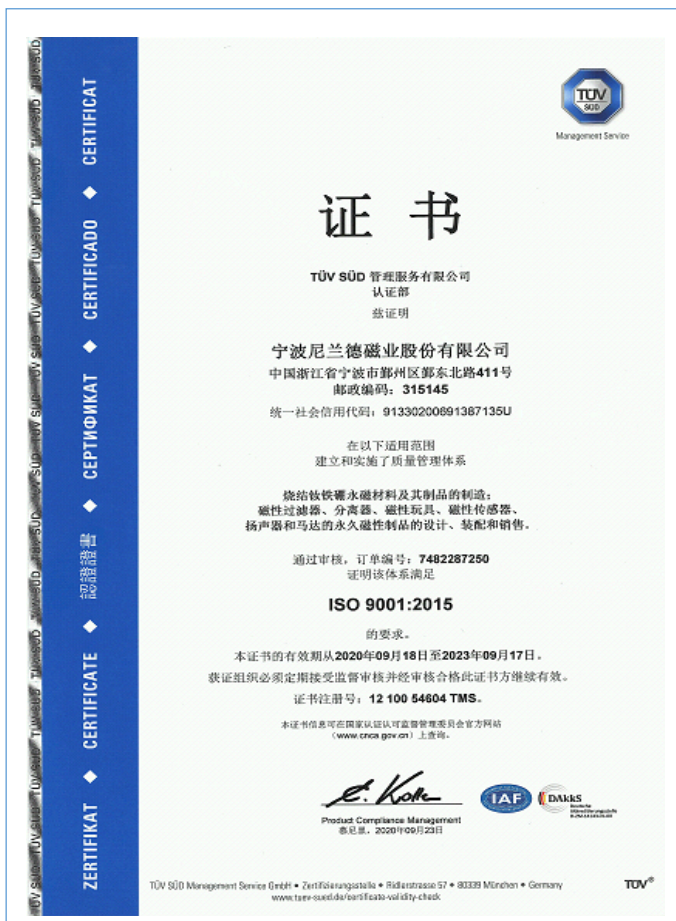 TÜV
SÜD
Management Service
证 书
TÜV SÜD 管理服务有限公司
认证部
兹证明
宁波尼兰德磁业股份有限公司
中国浙江省宁波市鄞州区鄞东北路411号
邮政编码：315145
统一社会信用代码：91330200691387135U
在以下适用范围
建立和实施了质量管理体系
烧结钕铁硼永磁材料及其制品的制造；
磁性过滤器、分离器、磁性玩具、磁性传感器、
扬声器和马达的永久磁性制品的设计、装配和销售。
通过审核，订单编号：7482287250
证明该体系满足
ISO 9001:2015
的要求。
本证书的有效期从2020年09月18日至2023年09月17日。
获证组织必须定期接受监督审核并经审核合格此证书方继续有效。
证书注册号：12 100 54604 TMS。
本证书信息可在国家认证认可监督管理委员会官方网站
（www.cnca.gov.cn）上查询。
Product Compliance Management
慕尼黑，2020年09月23日
IAF
DAkkS
Deutsche
Akkreditierungsstelle
TÜV SÜD Management Service GmbH • Zertifizierungsstelle • Ridlerstrasse 57 • 80339 München • Germany
www.tuev-sued.de/certificate-validity-check
TÜV®
ZERTIFIKAT ◆ CERTIFICATE ◆ 認證證書 ◆ СЕРТИФИКАТ ◆ CERTIFICADO ◆ CERTIFICAT